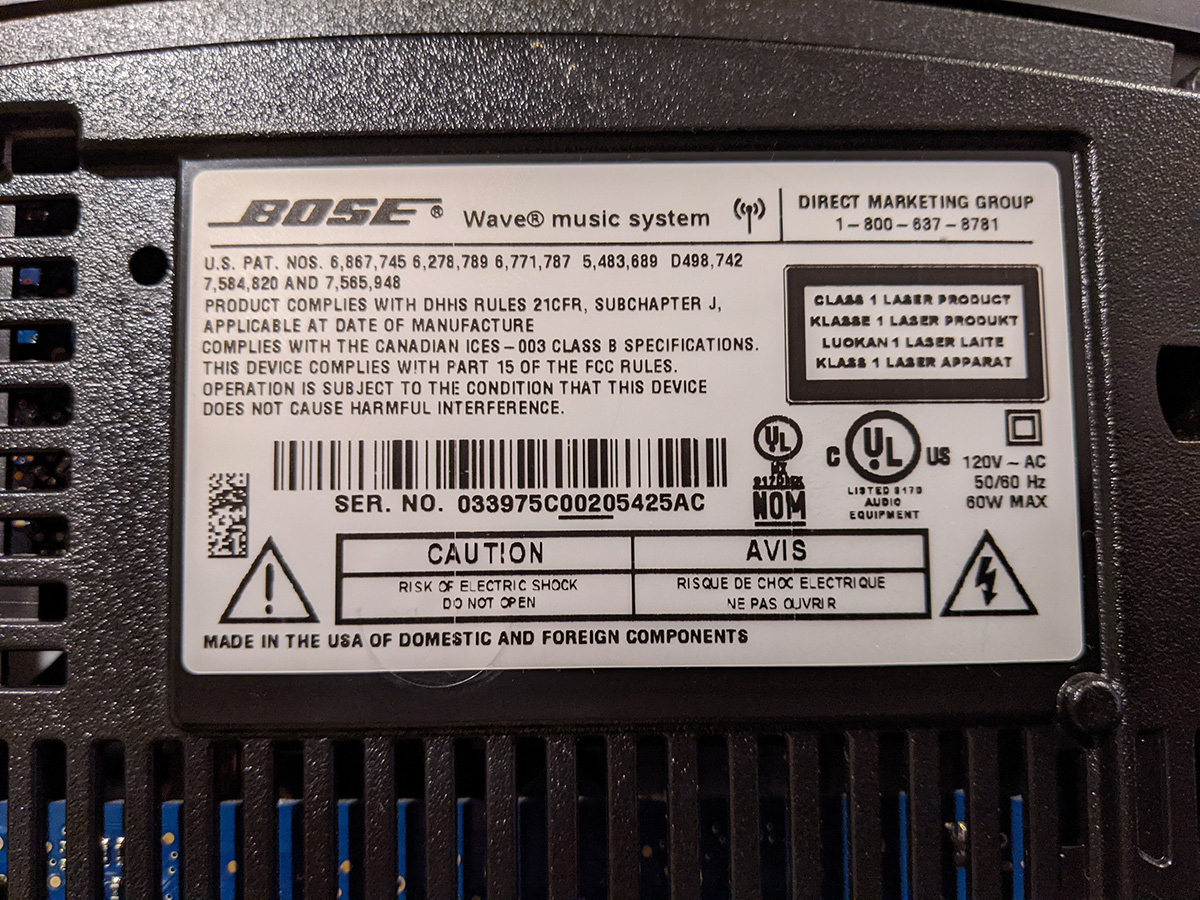 BOSE® Wave® music system
DIRECT MARKETING GROUP
1-800-637-8781
U.S. PAT. NOS. 6,867,745 6,278,789 6,771,787 5,483,689 D498,742
7,584,820 AND 7,565,948
PRODUCT COMPLIES WITH DHHS RULES 21CFR, SUBCHAPTER J,
APPLICABLE AT DATE OF MANUFACTURE
COMPLIES WITH THE CANADIAN ICES-003 CLASS B SPECIFICATIONS.
THIS DEVICE COMPLIES WITH PART 15 OF THE FCC RULES.
OPERATION IS SUBJECT TO THE CONDITION THAT THIS DEVICE
DOES NOT CAUSE HARMFUL INTERFERENCE.
CLASS 1 LASER PRODUCT
KLASSE 1 LASER PRODUKT
LUOKAN 1 LASER LAITE
KLASS 1 LASER APPARAT
SER. NO. 033975C00205425AC
UL
NOM
C UL US
LISTED 917D
AUDIO
EQUIPMENT
120V ~ AC
50/60 Hz
60W MAX
CAUTION
RISK OF ELECTRIC SHOCK
DO NOT OPEN
AVIS
RISQUE DE CHOC ELECTRIQUE
NE PAS OUVRIR
MADE IN THE USA OF DOMESTIC AND FOREIGN COMPONENTS